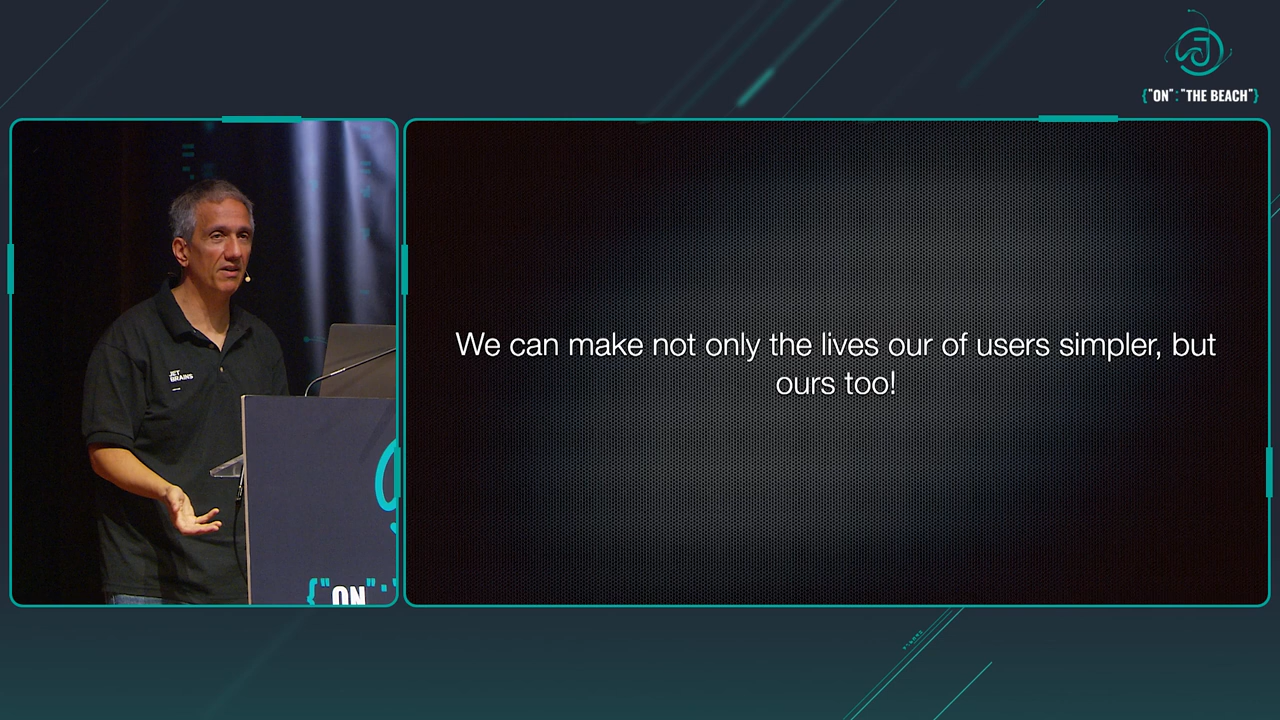 {"ON":"THE BEACH"}
We can make not only the lives our of users simpler, but
ours too!
JET
BRAINS
{"ON":"